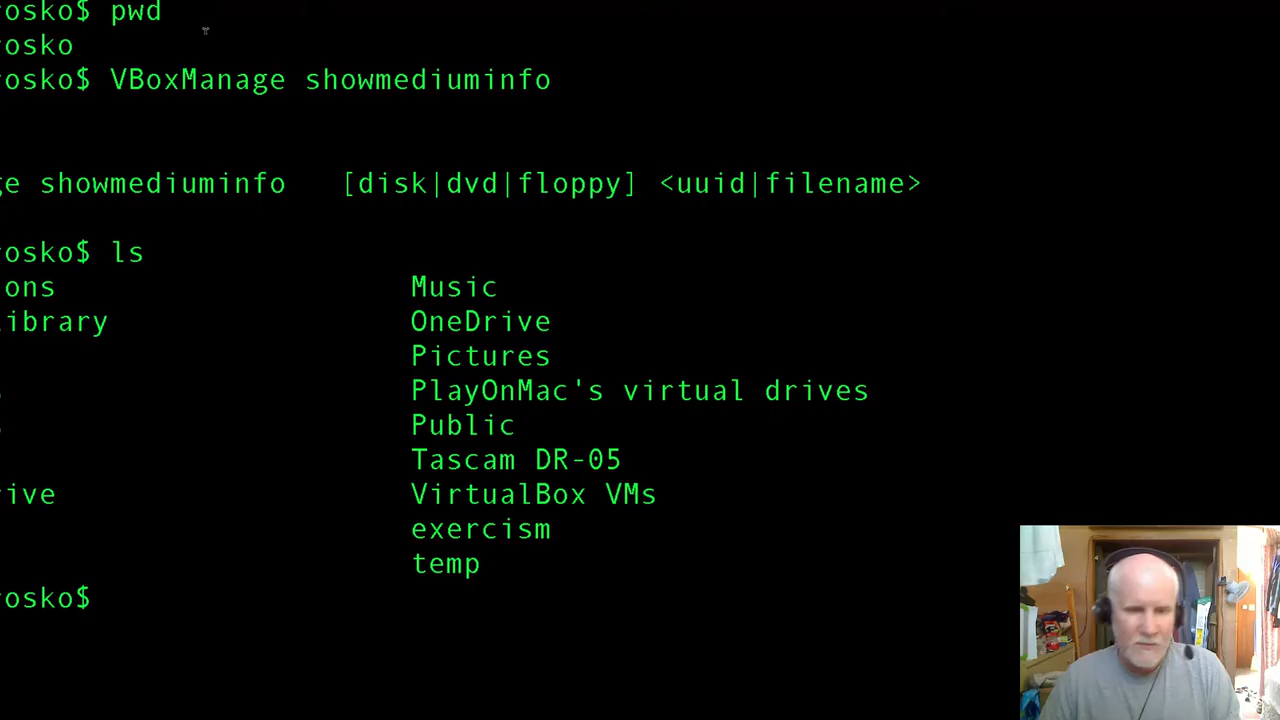 osko$ pwd
osko
osko$ VBoxManage showmediuminfo
ge showmediuminfo [disk|dvd|floppy] <uuid|filename>
osko$ ls
ons Music
ibrary OneDrive
Pictures
PlayOnMac's virtual drives
Public
Tascam DR-05
ive VirtualBox VMs
exercism
temp
osko$